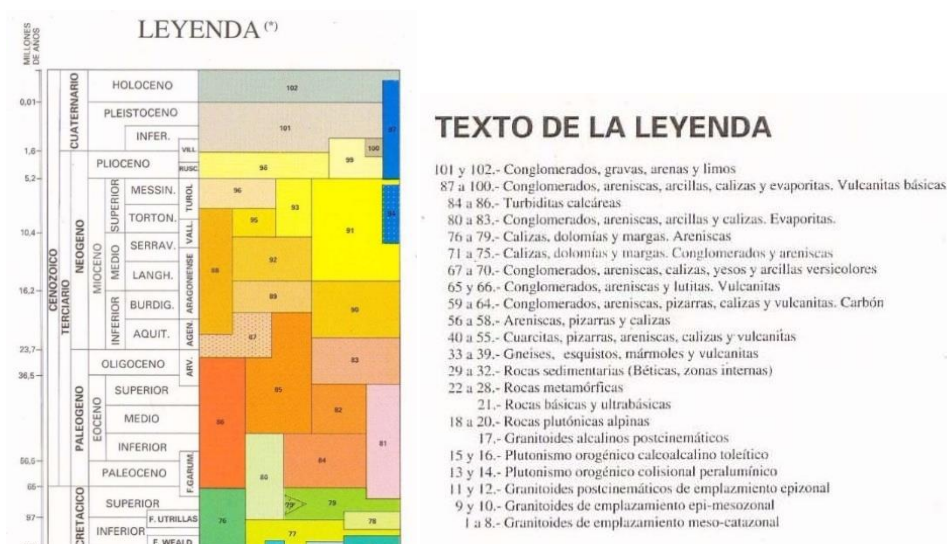 LEYENDA (*)
MILLONES
DE AÑOS
CENOZOICO
TERCIARIO
CUATERNARIO
HOLOCENO
102
0,01
PLEISTOCENO
INFER.
101
100
1,6
NEOGENO
PLIOCENO
VILL.
RUSC.
98
99
5,2
MIOCENO
SUPERIOR
MESSIN.
TUROL
96
93
TORTON.
VALL.
95
91
10,4
MEDIO
SERRAV.
ARAGONIENSE
92
LANGH.
88
89
16,2
INFERIOR
BURDIG.
90
AQUIT.
AGEN.
87
23,7
PALEOGENO
OLIGOCENO
ARV.
83
36,5
EOCENO
SUPERIOR
85
MEDIO
82
81
INFERIOR
84
56,5
PALEOCENO
F.GARUM.
65
CRETACICO
SUPERIOR
76
79
97
F. UTRILLAS
78
INFERIOR
77
F. WEALD.
TEXTO DE LA LEYENDA
101 y 102.- Conglomerados, gravas, arenas y limos
87 a 100.- Conglomerados, areniscas, arcillas, calizas y evaporitas. Vulcanitas básicas
84 a 86.- Turbiditas calcáreas
80 a 83.- Conglomerados, areniscas, arcillas y calizas. Evaporitas.
76 a 79.- Calizas, dolomías y margas. Areniscas
71 a 75.- Calizas, dolomías y margas. Conglomerados y areniscas
67 a 70.- Conglomerados, areniscas, calizas, yesos y arcillas versicolores
65 y 66.- Conglomerados, areniscas y lutitas. Vulcanitas
59 a 64.- Conglomerados, areniscas, pizarras, calizas y vulcanitas. Carbón
56 a 58.- Areniscas, pizarras y calizas
40 a 55.- Cuarcitas, pizarras, areniscas, calizas y vulcanitas
33 a 39.- Gneises, esquistos, mármoles y vulcanitas
29 a 32.- Rocas sedimentarias (Béticas, zonas internas)
22 a 28.- Rocas metamórficas
21.- Rocas básicas y ultrabásicas
18 a 20.- Rocas plutónicas alpinas
17.- Granitoides alcalinos postcinemáticos
15 y 16.- Plutonismo orogénico calcoalcalino toleítico
13 y 14.- Plutonismo orogénico colisional peralumínico
11 y 12.- Granitoides postcinemáticos de emplazmiento epizonal
9 y 10.- Granitoides de emplazamiento epi-mesozonal
1 a 8.- Granitoides de emplazamiento meso-catazonal